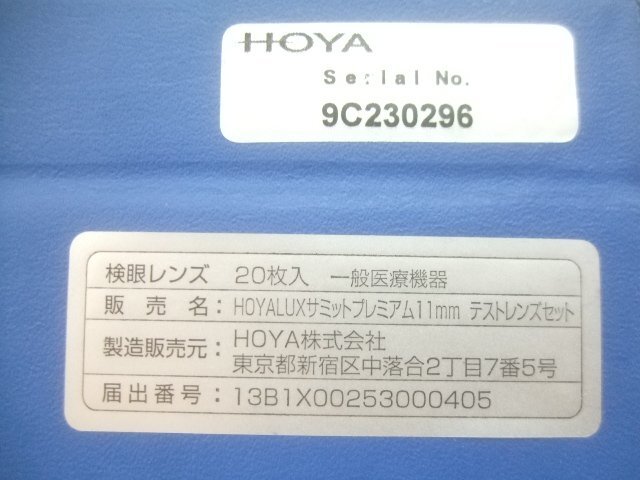 HOYA
Serial No.
9C230296
検眼レンズ 20枚入 一般医療機器
販売名: HOYALUXサミットプレミアム11mm テストレンズセット
製造販売元: HOYA株式会社
東京都新宿区中落合2丁目7番5号
届出番号: 13B1X00253000405